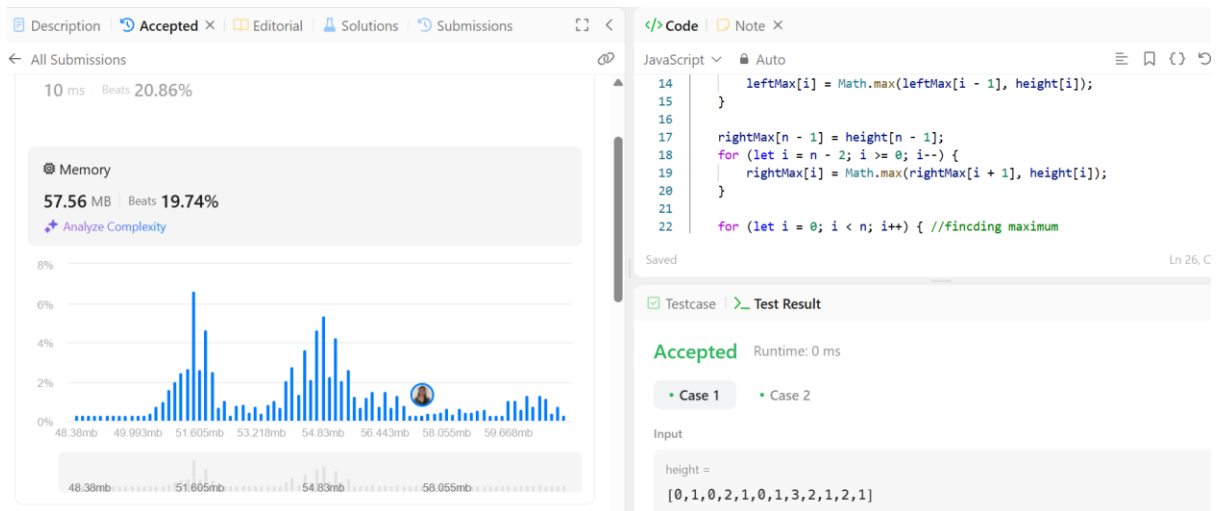 Description Accepted × Editorial Solutions Submissions
All Submissions
10 ms Beats 20.86%
Memory
57.56 MB Beats 19.74%
Analyze Complexity
8%
6%
4%
2%
0%
48.38mb 49.993mb 51.605mb 53.218mb 54.83mb 56.443mb 58.055mb 59.668mb
48.38mb 51.605mb 54.83mb 58.055mb
</> Code Note ×
JavaScript Auto
14 leftMax[i] = Math.max(leftMax[i - 1], height[i]);
15 }
16
17 rightMax[n - 1] = height[n - 1];
18 for (let i = n - 2; i >= 0; i--) {
19 rightMax[i] = Math.max(rightMax[i + 1], height[i]);
20 }
21
22 for (let i = 0; i < n; i++) { //fincding maximum
Saved Ln 26, C
Testcase >_ Test Result
Accepted Runtime: 0 ms
• Case 1 • Case 2
Input
height =
[0,1,0,2,1,0,1,3,2,1,2,1]